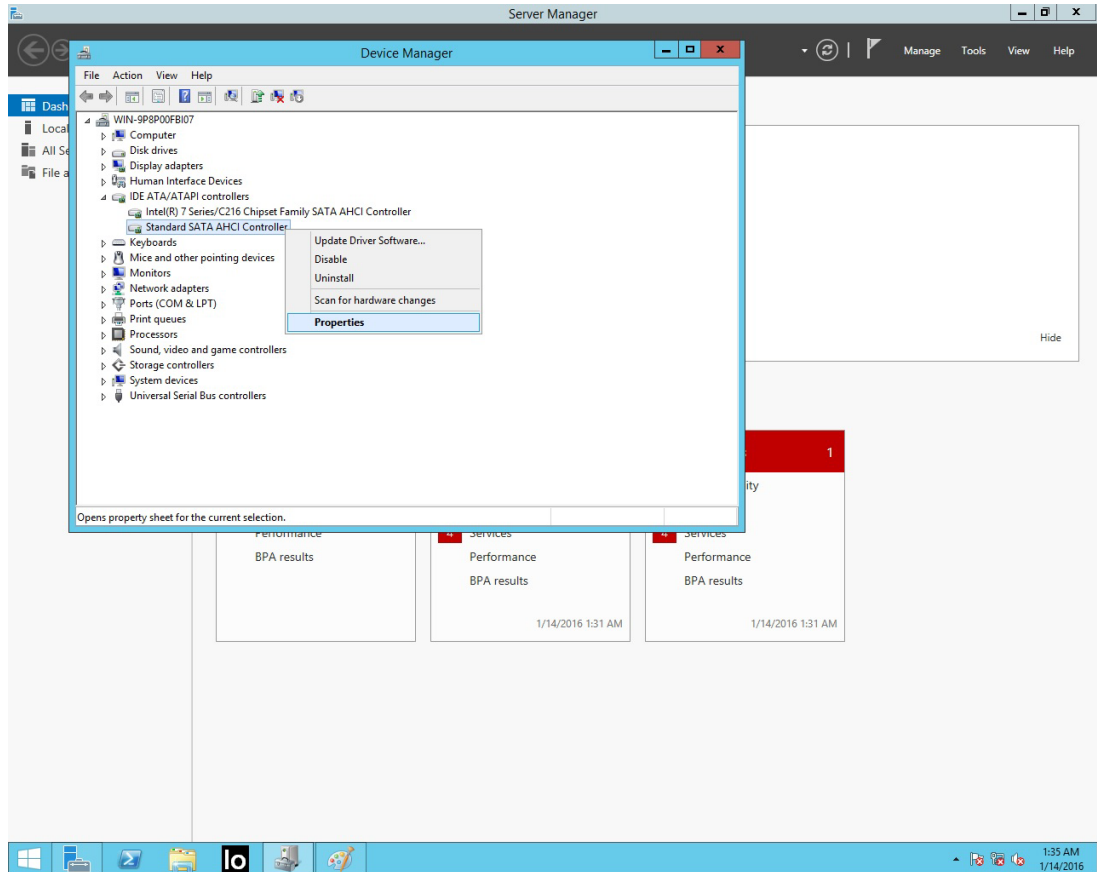 Server Manager
Manage Tools View Help
Device Manager
File Action View Help
Dash
Local
All Se
File a
WIN-9P8P00FBI07
Computer
Disk drives
Display adapters
Human Interface Devices
IDE ATA/ATAPI controllers
Intel(R) 7 Series/C216 Chipset Family SATA AHCI Controller
Standard SATA AHCI Controller
Keyboards
Mice and other pointing devices
Monitors
Network adapters
Ports (COM & LPT)
Print queues
Processors
Sound, video and game controllers
Storage controllers
System devices
Universal Serial Bus controllers
Update Driver Software...
Disable
Uninstall
Scan for hardware changes
Properties
Opens property sheet for the current selection.
Hide
1
ity
Performance
BPA results
4 Services
Performance
BPA results
1/14/2016 1:31 AM
4 Services
Performance
BPA results
1/14/2016 1:31 AM
lo
1:35 AM
1/14/2016